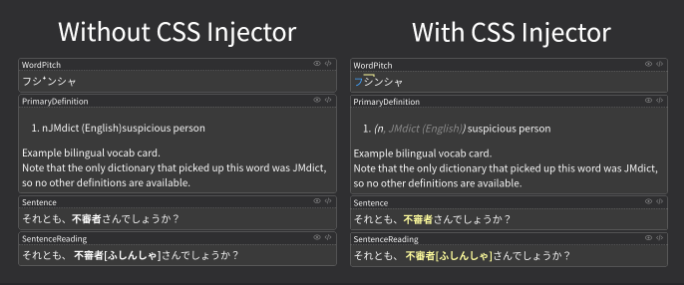 Without CSS Injector
WordPitch
フシꜜンシャ
PrimaryDefinition
1. nJMdict (English)suspicious person
Example bilingual vocab card.
Note that the only dictionary that picked up this word was JMdict,
so no other definitions are available.
Sentence
それとも、不審者さんでしょうか？
SentenceReading
それとも、 不審者[ふしんしゃ]さんでしょうか？
With CSS Injector
WordPitch
フシンシャ
PrimaryDefinition
1. (n, JMdict (English)) suspicious person
Example bilingual vocab card.
Note that the only dictionary that picked up this word was JMdict,
so no other definitions are available.
Sentence
それとも、不審者さんでしょうか？
SentenceReading
それとも、 不審者[ふしんしゃ]さんでしょうか？